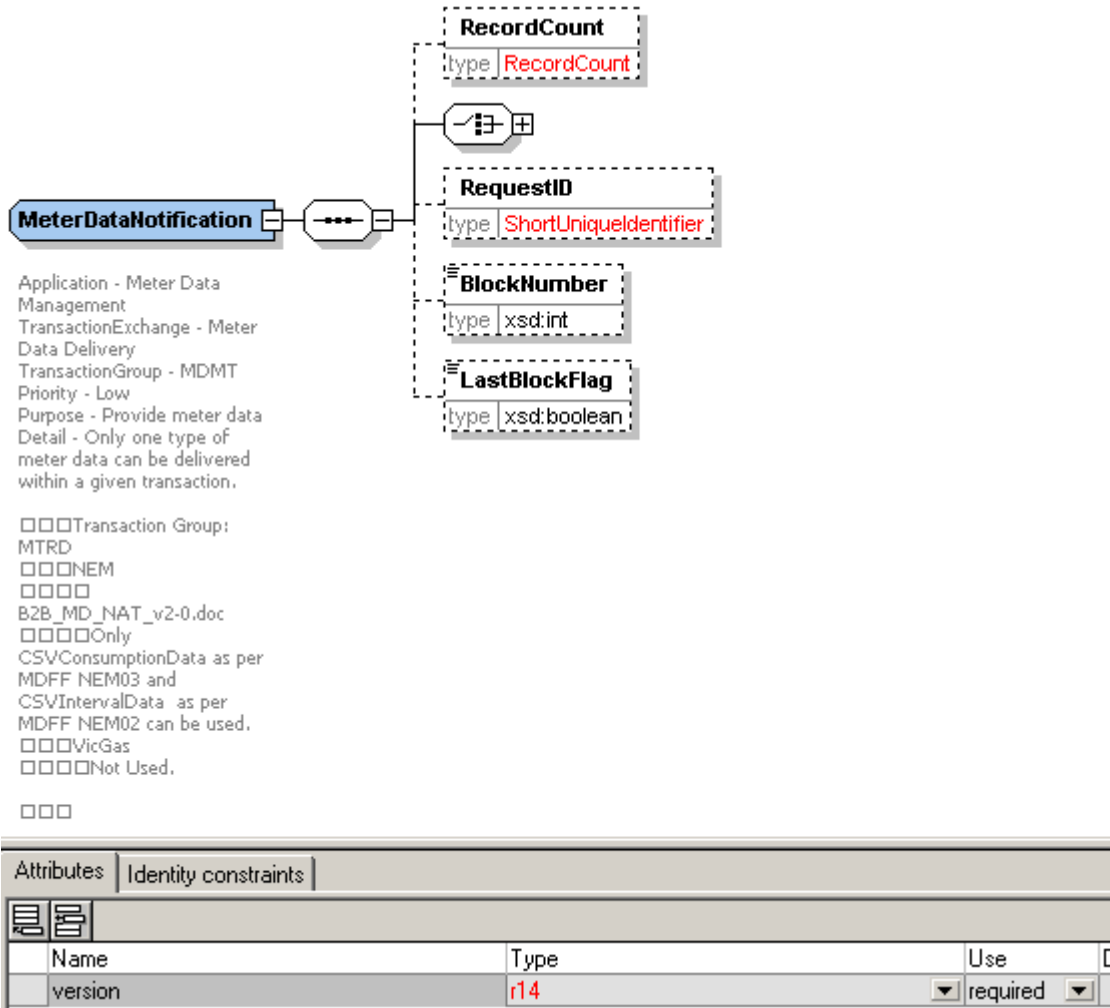 RecordCount
type RecordCount
RequestID
type ShortUniqueIdentifier
MeterDataNotification
BlockNumber
type xsd:int
LastBlockFlag
type xsd:boolean
Application - Meter Data
Management
TransactionExchange - Meter
Data Delivery
TransactionGroup - MDMT
Priority - Low
Purpose - Provide meter data
Detail - Only one type of
meter data can be delivered
within a given transaction.
□□□Transaction Group:
MTRD
□□□NEM
□□□□
B2B_MD_NAT_v2-0.doc
□□□□Only
CSVConsumptionData as per
MDFF NEM03 and
CSVIntervalData as per
MDFF NEM02 can be used.
□□□VicGas
□□□□Not Used.
□□□
Attributes Identity constraints
Name Type Use D
version r14 required